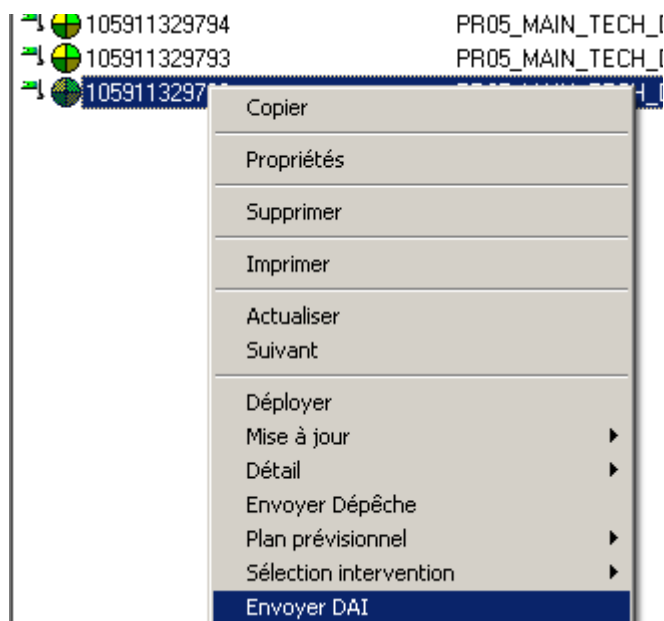 105911329794 PR05_MAIN_TECH_
105911329793 PR05_MAIN_TECH_
1059113297
Copier
Propriétés
Supprimer
Imprimer
Actualiser
Suivant
Déployer
Mise à jour
Détail
Envoyer Dépêche
Plan prévisionnel
Sélection intervention
Envoyer DAI